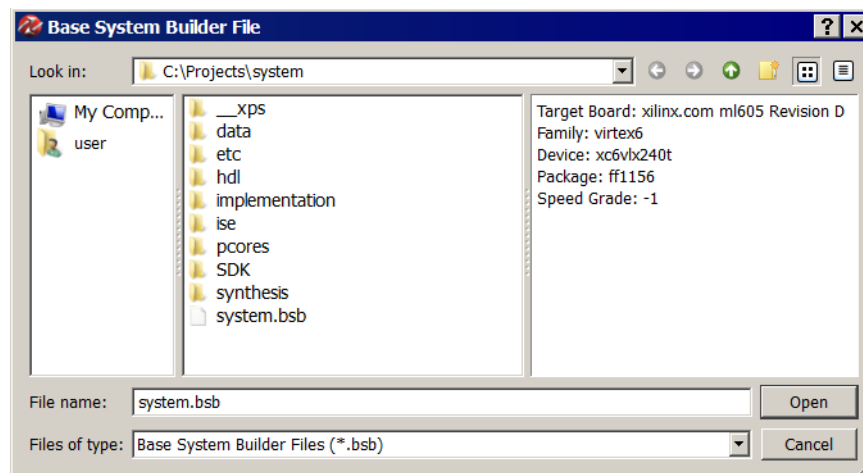 Base System Builder File
Look in: C:\Projects\system
My Comp...
user
__xps
data
etc
hdl
implementation
ise
pcores
SDK
synthesis
system.bsb
Target Board: xilinx.com ml605 Revision D
Family: virtex6
Device: xc6vlx240t
Package: ff1156
Speed Grade: -1
File name: system.bsb Open
Files of type: Base System Builder Files (*.bsb) Cancel